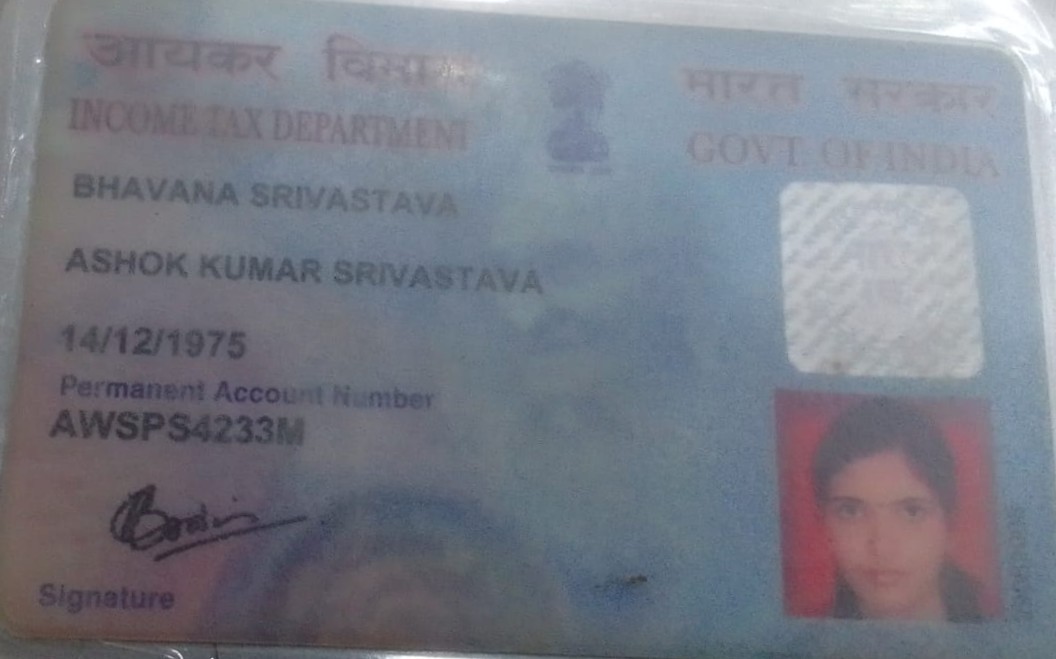 आयकर विभाग
भारत सरकार
INCOME TAX DEPARTMENT
GOVT OF INDIA
BHAVANA SRIVASTAVA
ASHOK KUMAR SRIVASTAVA
14/12/1975
Permanent Account Number
AWSPS4233M
Signature